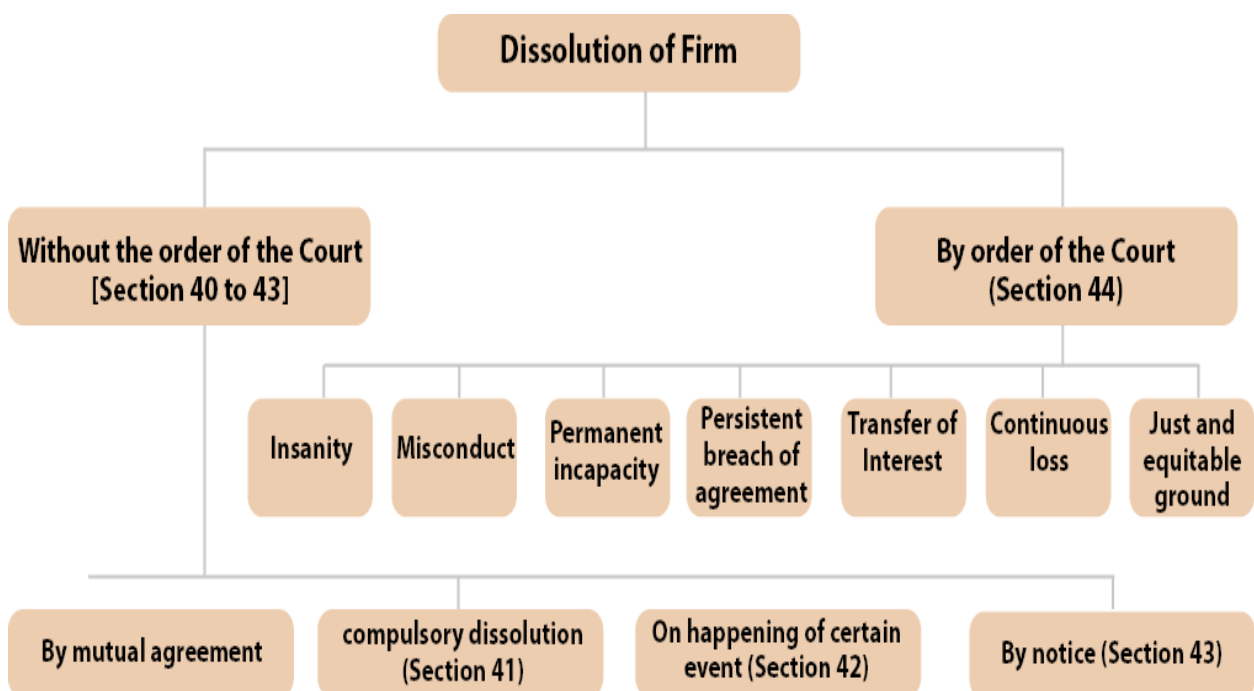 Dissolution of Firm
Without the order of the Court
[Section 40 to 43]
By order of the Court
(Section 44)
Insanity
Misconduct
Permanent
incapacity
Persistent
breach of
agreement
Transfer of
Interest
Continuous
loss
Just and
equitable
ground
By mutual agreement
compulsory dissolution
(Section 41)
On happening of certain
event (Section 42)
By notice (Section 43)